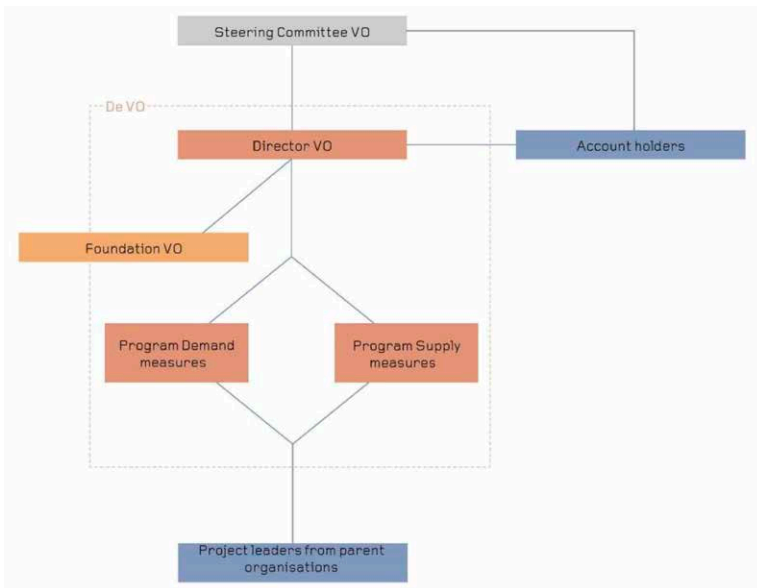 Steering Committee VO
De VO
Director VO
Account holders
Foundation VO
Program Demand
measures
Program Supply
measures
Project leaders from parent
organisations